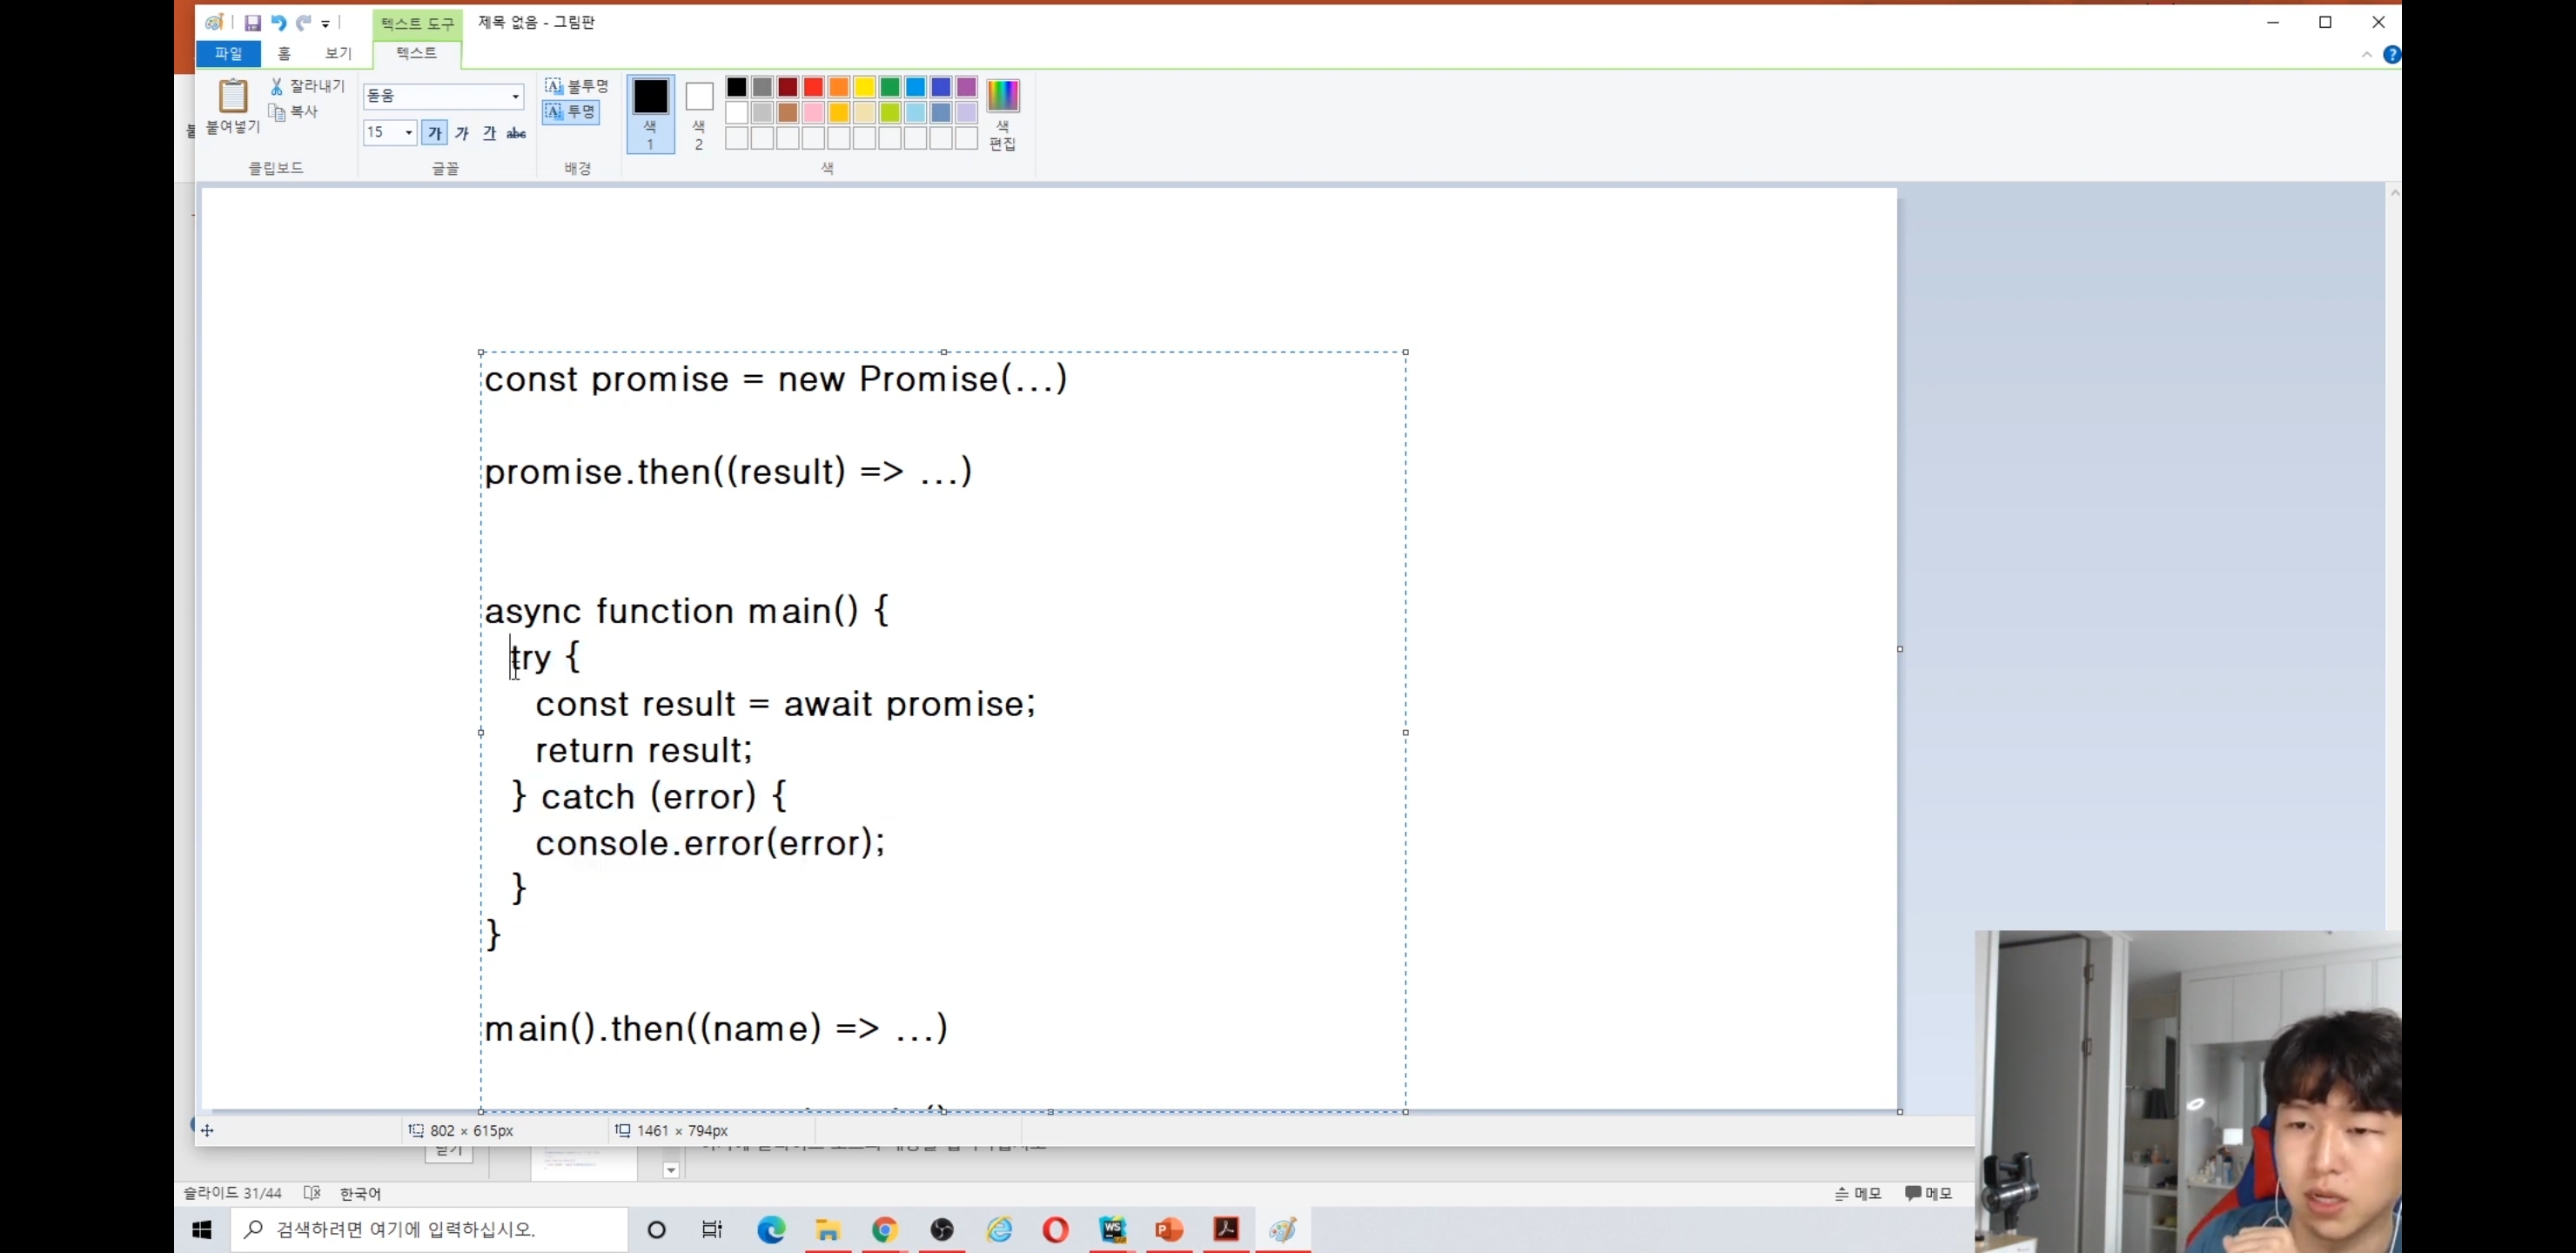 텍스트 도구 제목 없음 - 그림판
파일 홈 보기 텍스트
붙여넣기 잘라내기
복사
클립보드
돋움
15 가 가 가 abc
글꼴
불투명
투명
배경
색
1
색
2
색
편집
색
const promise = new Promise(...)
promise.then((result) => ...)
async function main() {
try {
const result = await promise;
return result;
} catch (error) {
console.error(error);
}
}
main().then((name) => ...)
802 × 615px 1461 × 794px
슬라이드 31/44 한국어 메모 메모
검색하려면 여기에 입력하십시오.
WS
P